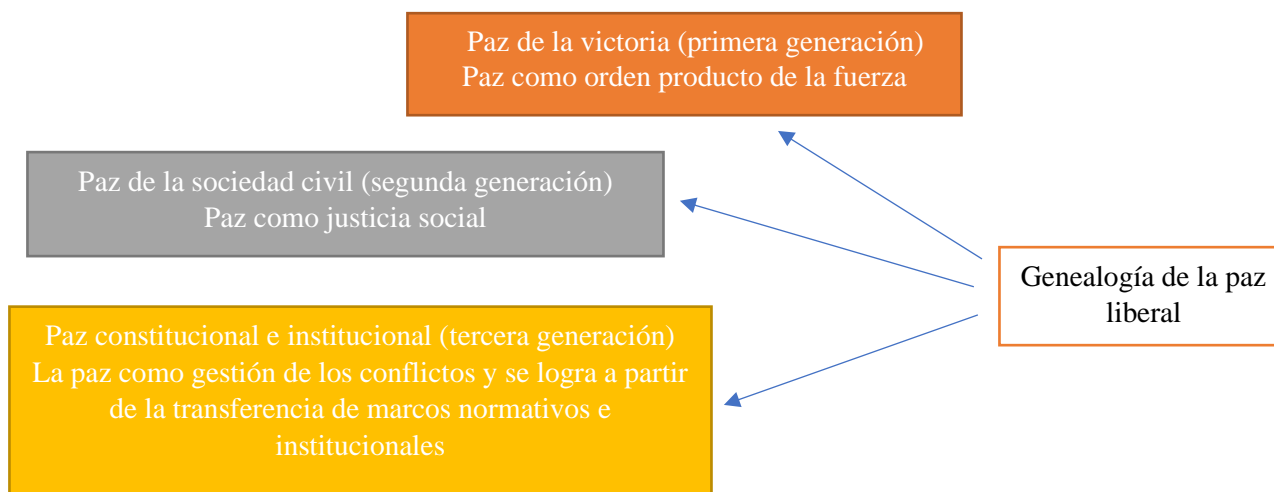 Paz de la victoria (primera generación)
Paz como orden producto de la fuerza
Paz de la sociedad civil (segunda generación)
Paz como justicia social
Genealogía de la paz
liberal
Paz constitucional e institucional (tercera generación)
La paz como gestión de los conflictos y se logra a partir
de la transferencia de marcos normativos e
institucionales